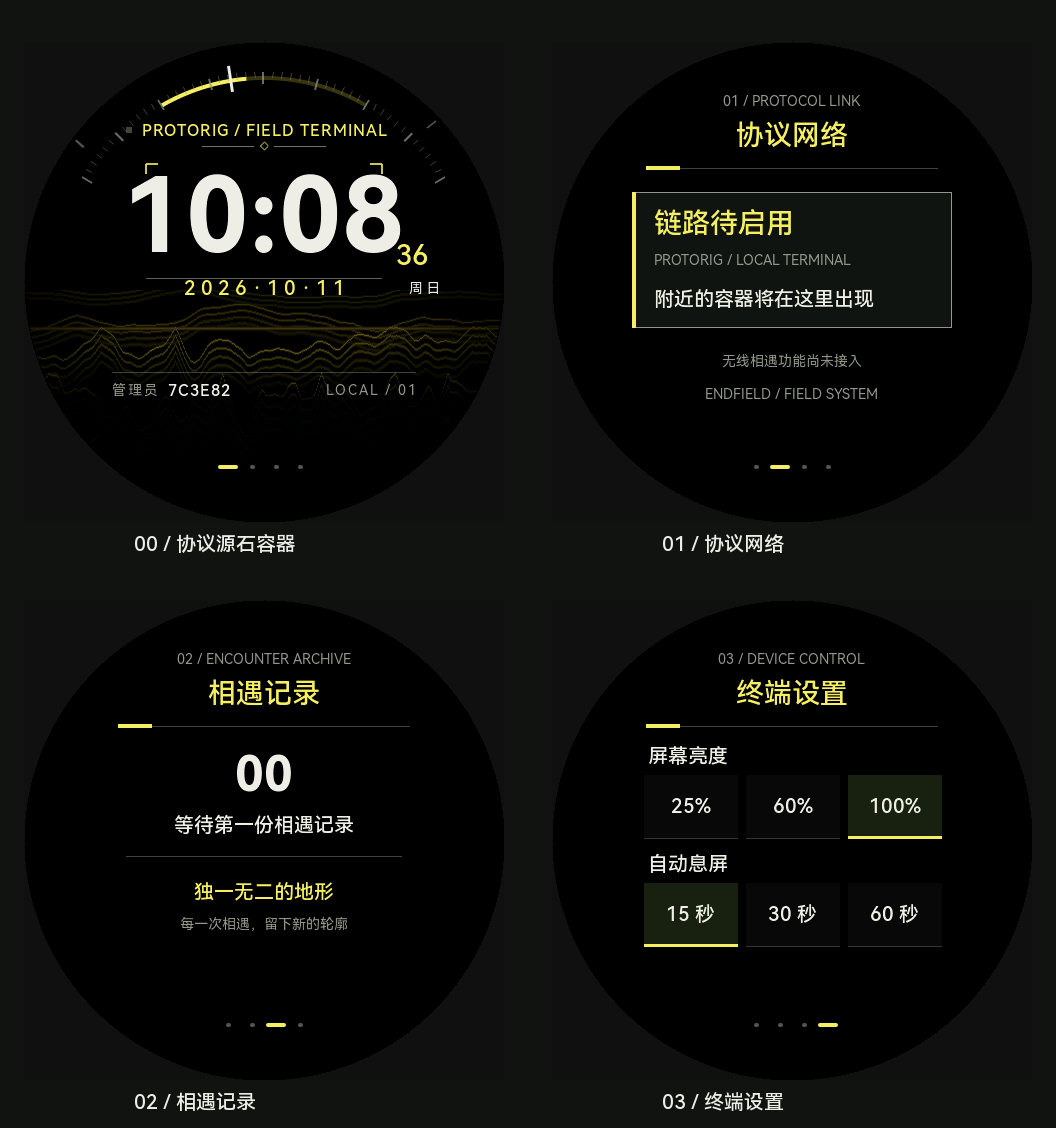 PROTORIG / FIELD TERMINAL
10:08
36
2026·10·11
周日
管理员 7C3E82
LOCAL / 01
00 / 协议源石容器
01 / PROTOCOL LINK
协议网络
链路待启用
PROTORIG / LOCAL TERMINAL
附近的容器将在这里出现
无线相遇功能尚未接入
ENDFIELD / FIELD SYSTEM
01 / 协议网络
02 / ENCOUNTER ARCHIVE
相遇记录
00
等待第一份相遇记录
独一无二的地形
每一次相遇，留下新的轮廓
02 / 相遇记录
03 / DEVICE CONTROL
终端设置
屏幕亮度
25% 60% 100%
自动息屏
15 秒 30 秒 60 秒
03 / 终端设置